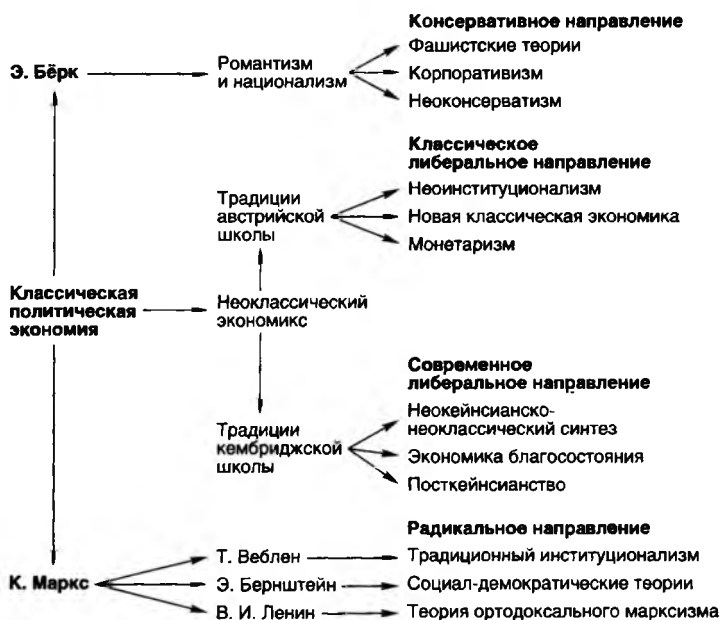 Консервативное направление
Фашистские теории
Э. Бёрк
Романтизм
и национализм
Корпоративизм
Неоконсерватизм
Классическое
либеральное направление
Традиции
австрийской
школы
Неоинституционализм
Новая классическая экономика
Монетаризм
Классическая
политическая
экономия
Неоклассический
экономикс
Современное
либеральное направление
Традиции
кембриджской
школы
Неокейнсианско-
неоклассический синтез
Экономика благосостояния
Посткейнсианство
Радикальное направление
К. Маркс
Т. Веблен
Традиционный институционализм
Э. Бернштейн
Социал-демократические теории
В. И. Ленин
Теория ортодоксального марксизма